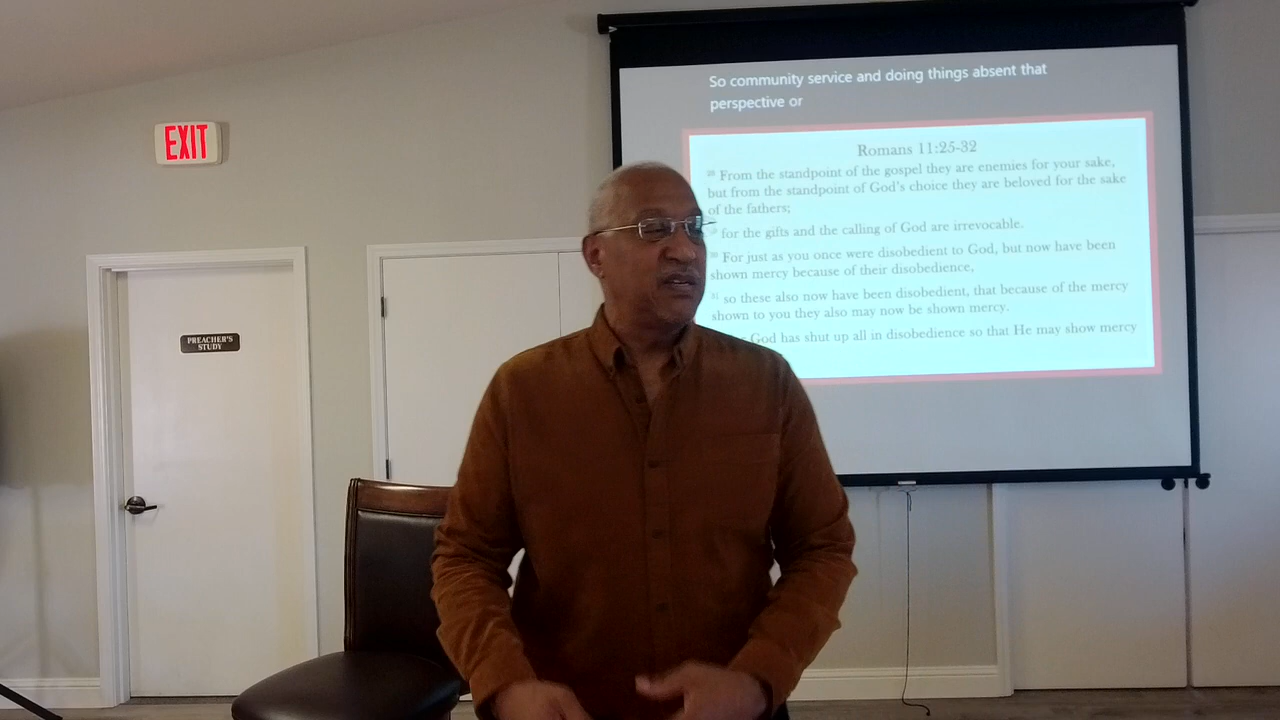 So community service and doing things absent that
perspective or
EXIT
Romans 11:25-32
28 From the standpoint of the gospel they are enemies for your sake,
but from the standpoint of God's choice they are beloved for the sake
of the fathers;
for the gifts and the calling of God are irrevocable.
30 For just as you once were disobedient to God, but now have been
shown mercy because of their disobedience,
31 so these also now have been disobedient, that because of the mercy
shown to you they also may now be shown mercy.
God has shut up all in disobedience so that He may show mercy
PREACHER'S
STUDY